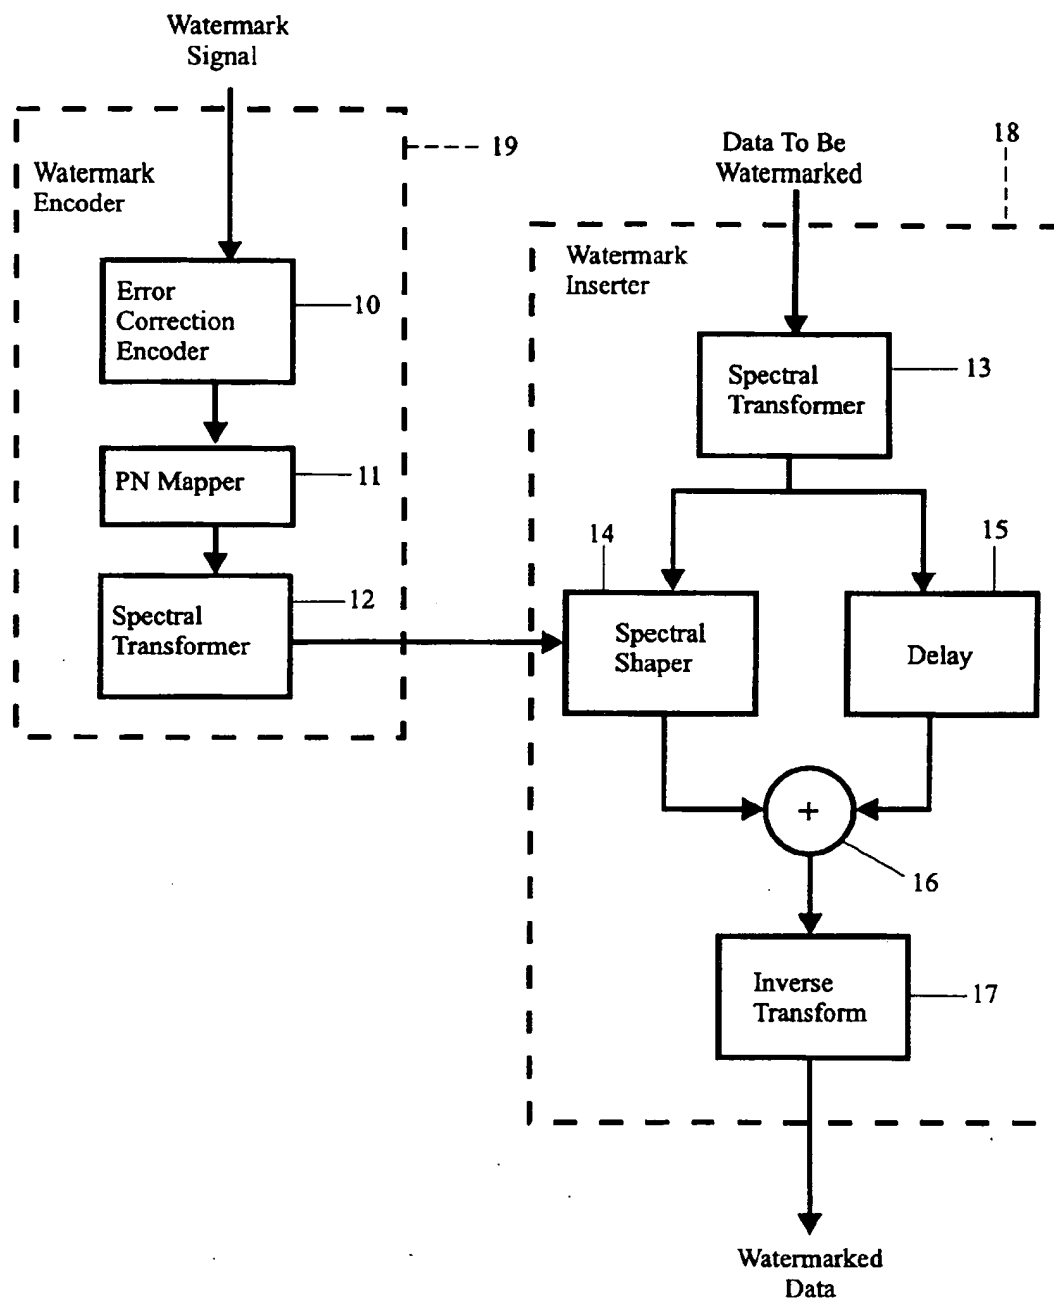 Watermark
Signal
19
Watermark
Encoder
Error
Correction
Encoder
10
PN Mapper
11
Spectral
Transformer
12
18
Data To Be
Watermarked
Watermark
Inserter
Spectral
Transformer
13
14
15
Spectral
Shaper
Delay
+
16
Inverse
Transform
17
Watermarked
Data